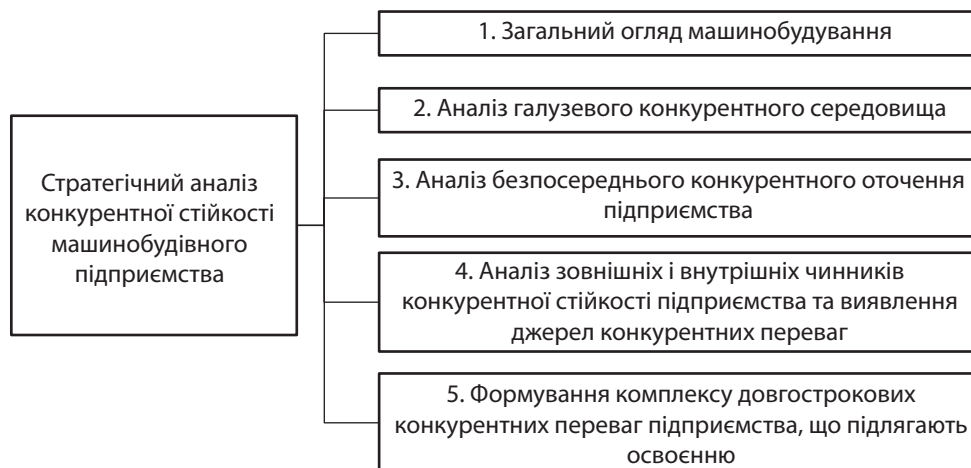 Стратегічний аналіз
конкурентної стійкості
машинобудівного
підприємства
1. Загальний огляд машинобудування
2. Аналіз галузевого конкурентного середовища
3. Аналіз безпосереднього конкурентного оточення
підприємства
4. Аналіз зовнішніх і внутрішніх чинників
конкурентної стійкості підприємства та виявлення
джерел конкурентних переваг
5. Формування комплексу довгострокових
конкурентних переваг підприємства, що підлягають
освоєнню